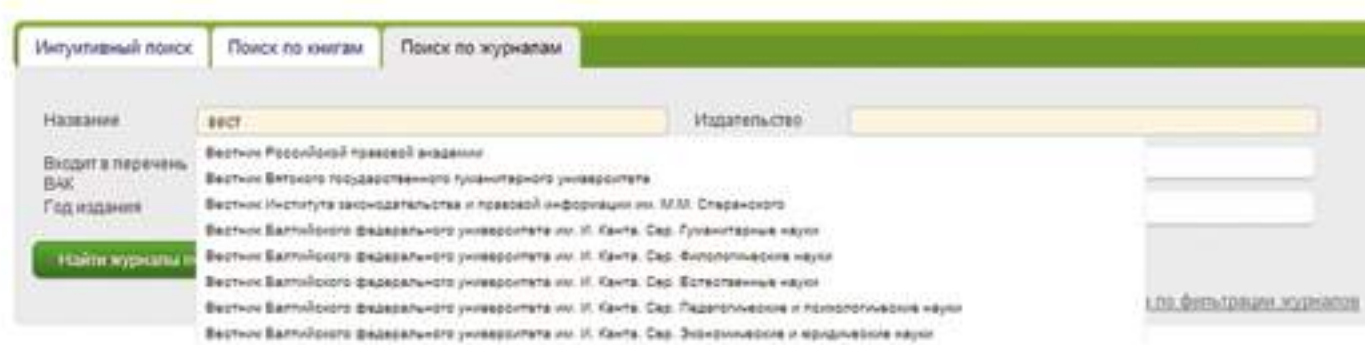 Интуитивный поиск Поиск по книгам Поиск по журналам
Название вест Издательство
Вестник Российской правовой академии
Входит в перечень
Вестник Вятского государственного гуманитарного университета
ВАК
Вестник Института законодательства и правовой информации им. М.М. Сперанского
Год издания
Вестник Балтийского федерального университета им. И. Канта. Сер. Гуманитарные науки
Вестник Балтийского федерального университета им. И. Канта. Сер. Филологические науки
Найти журналы
Вестник Балтийского федерального университета им. И. Канта. Сер. Естественные науки
Вестник Балтийского федерального университета им. И. Канта. Сер. Педагогические и психологические науки
по фильтрации журналов
Вестник Балтийского федерального университета им. И. Канта. Сер. Экономические и юридические науки